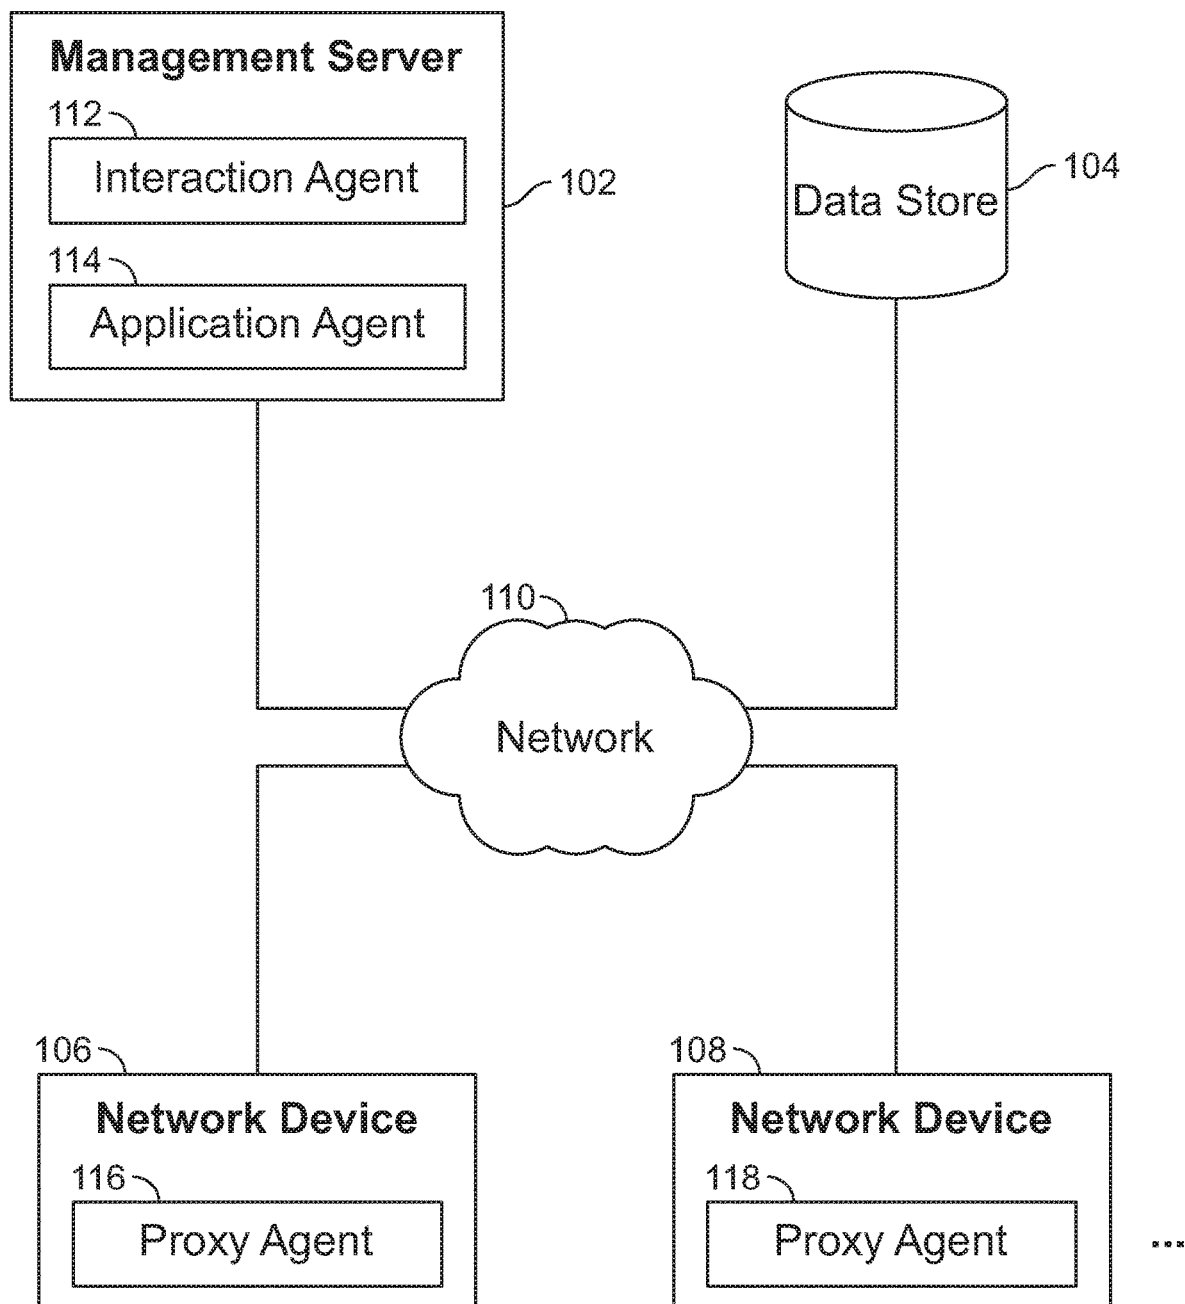 Management Server
112
Interaction Agent
102
114
Application Agent
104
Data Store
110
Network
106
Network Device
116
Proxy Agent
108
Network Device
118
Proxy Agent
...